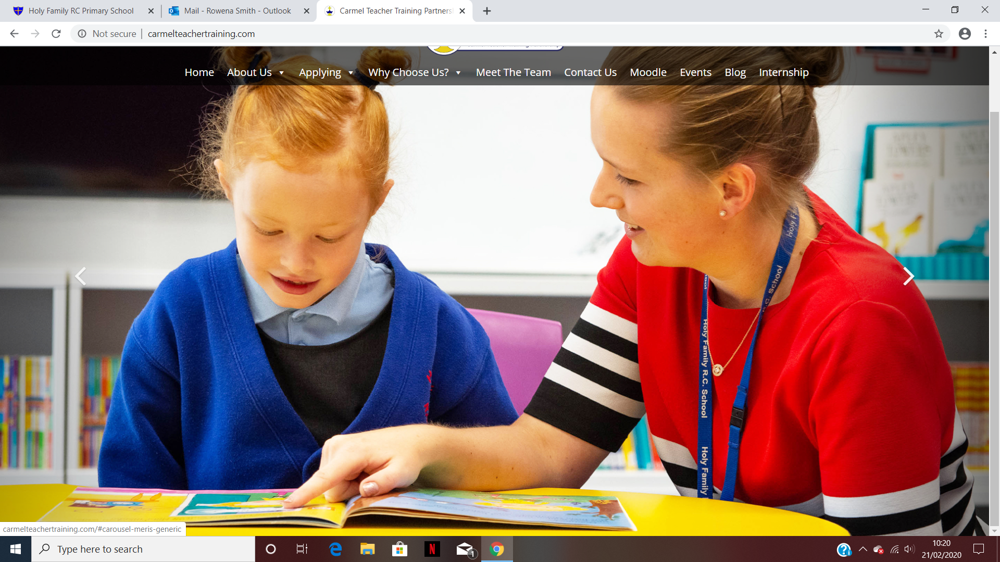 Holy Family RC Primary School
Mail - Rowena Smith - Outlook
Carmel Teacher Training Partners
Not secure
carmelteachertraining.com
Home
About Us
Applying
Why Choose Us?
Meet The Team
Contact Us
Moodle
Events
Blog
Internship
Holy
R.C. School
Holy Family R.C. School
Holy Family
carmelteachertraining.com/#carousel-meris-generic
Type here to search
1
10:20
21/02/2020